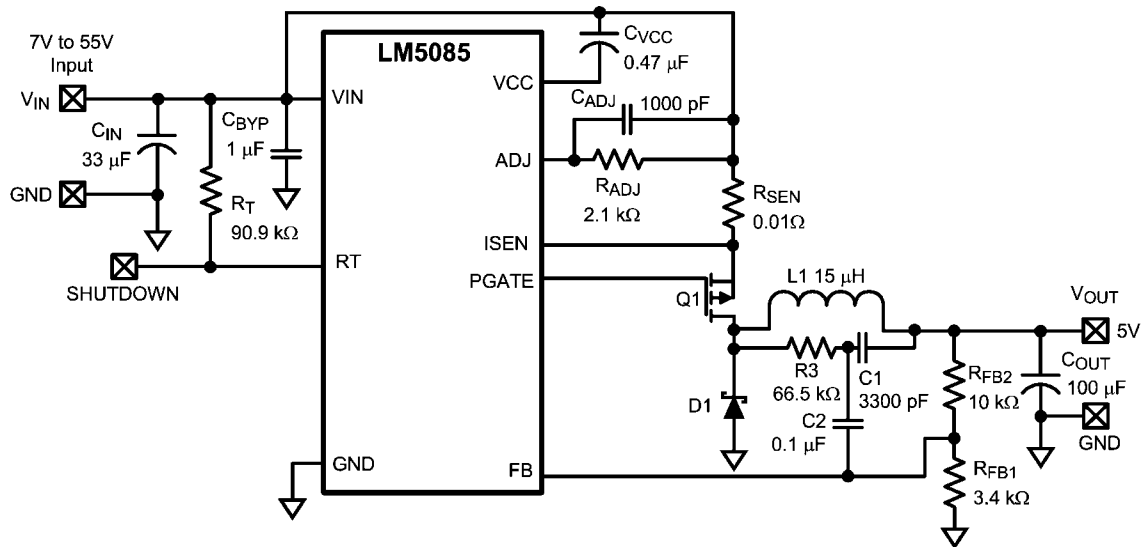 7V to 55V
Input
VIN
GND
CIN
33 μF
RT
90.9 kΩ
CBYP
1 μF
SHUTDOWN
LM5085
VIN
RT
GND
VCC
ADJ
ISEN
PGATE
FB
CVCC
0.47 μF
CADJ
1000 pF
RADJ
2.1 kΩ
RSEN
0.01Ω
Q1
L1 15 μH
R3
66.5 kΩ
C1
3300 pF
C2
0.1 μF
D1
RFB2
10 kΩ
RFB1
3.4 kΩ
VOUT
5V
COUT
100 μF
GND